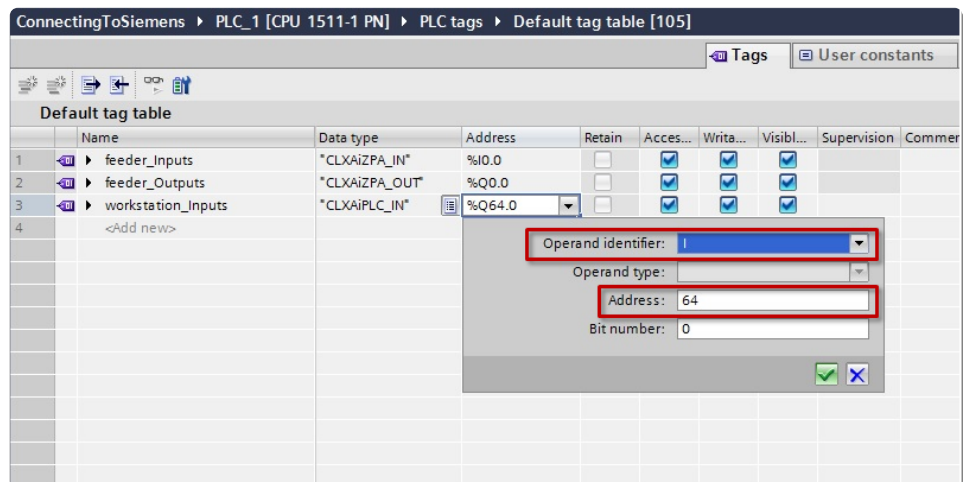 ConnectingToSiemens ▸ PLC_1 [CPU 1511-1 PN] ▸ PLC tags ▸ Default tag table [105]
Tags User constants
Default tag table
Name Data type Address Retain Acces... Writa... Visibl... Supervision Commer
1 feeder_Inputs "CLXAiZPA_IN" %I0.0
2 feeder_Outputs "CLXAiZPA_OUT" %Q0.0
3 workstation_Inputs "CLXAiPLC_IN" %Q64.0
4 <Add new>
Operand identifier: I
Operand type:
Address: 64
Bit number: 0